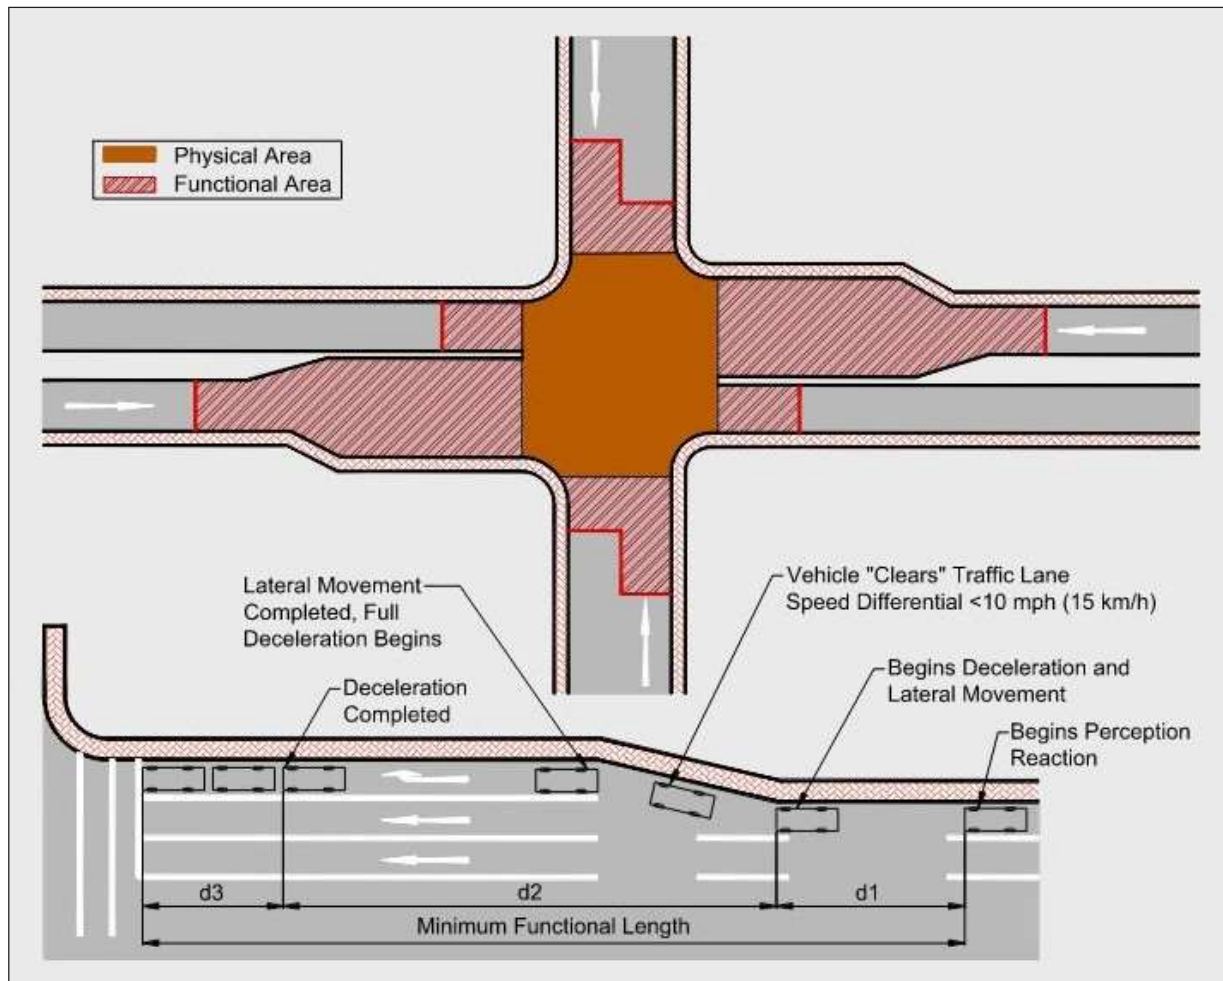 Physical Area
Functional Area
Lateral Movement
Completed, Full
Deceleration Begins
Vehicle "Clears" Traffic Lane
Speed Differential <10 mph (15 km/h)
Deceleration
Completed
Begins Deceleration and
Lateral Movement
Begins Perception
Reaction
d3
d2
d1
Minimum Functional Length